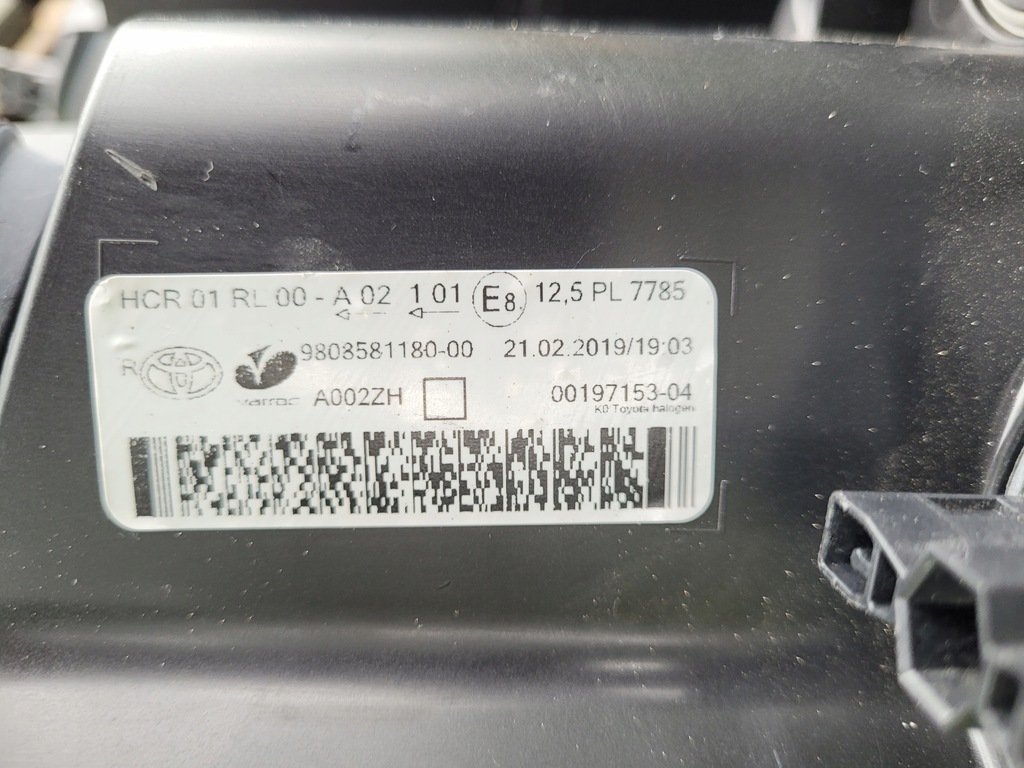 HCR 01 RL 00 - A 02 1 01 E8 12,5 PL 7785
R 9808581180-00 21.02.2019/19:03
varroc A002ZH 00197153-04
K0 Toyota halogen